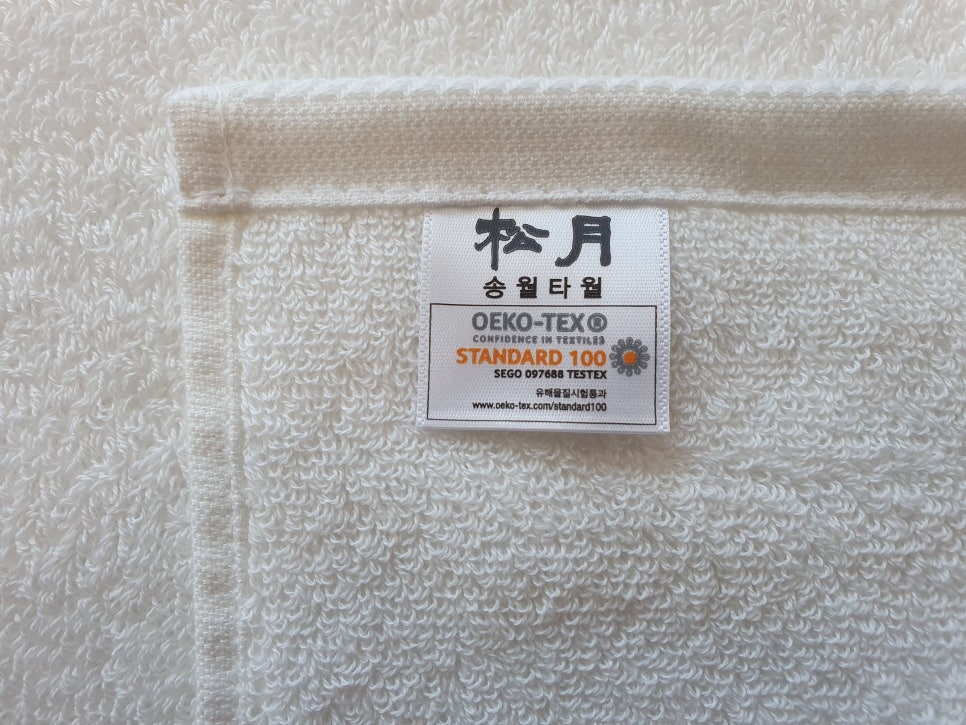 松月
송월타월
OEKO-TEX®
CONFIDENCE IN TEXTILES
STANDARD 100
SEGO 097688 TESTEX
유해물질시험통과
www.oeko-tex.com/standard100